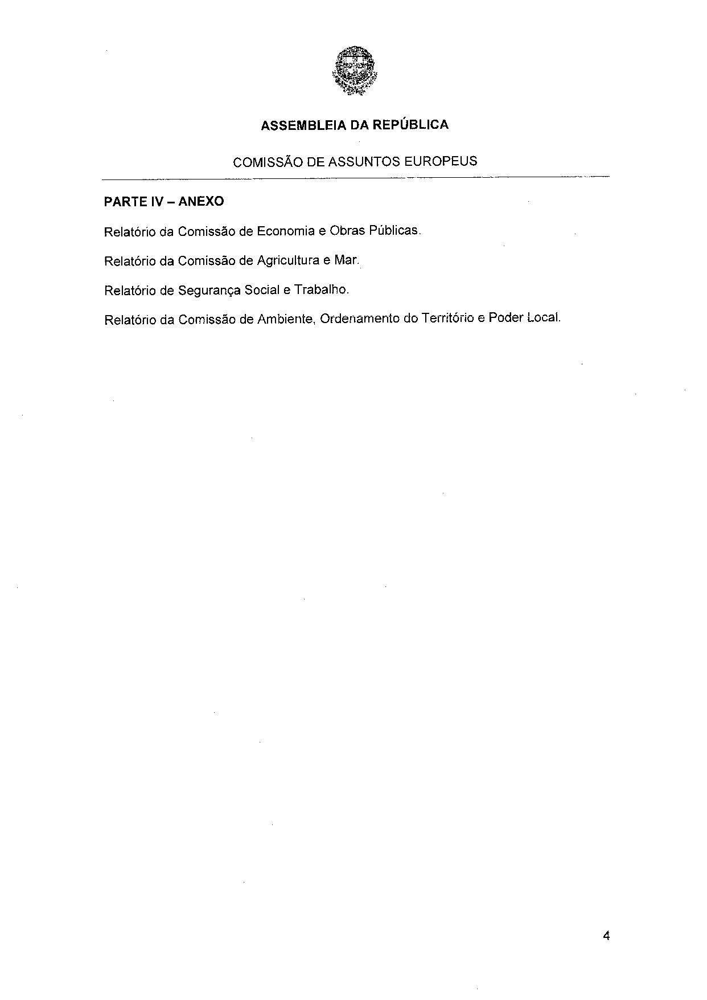 ASSEMBLEIA DA REPÚBLICA
COMISSÃO DE ASSUNTOS EUROPEUS
PARTE IV – ANEXO
Relatório da Comissão de Economia e Obras Públicas.
Relatório da Comissão de Agricultura e Mar.
Relatório de Segurança Social e Trabalho.
Relatório da Comissão de Ambiente, Ordenamento do Território e Poder Local.
4